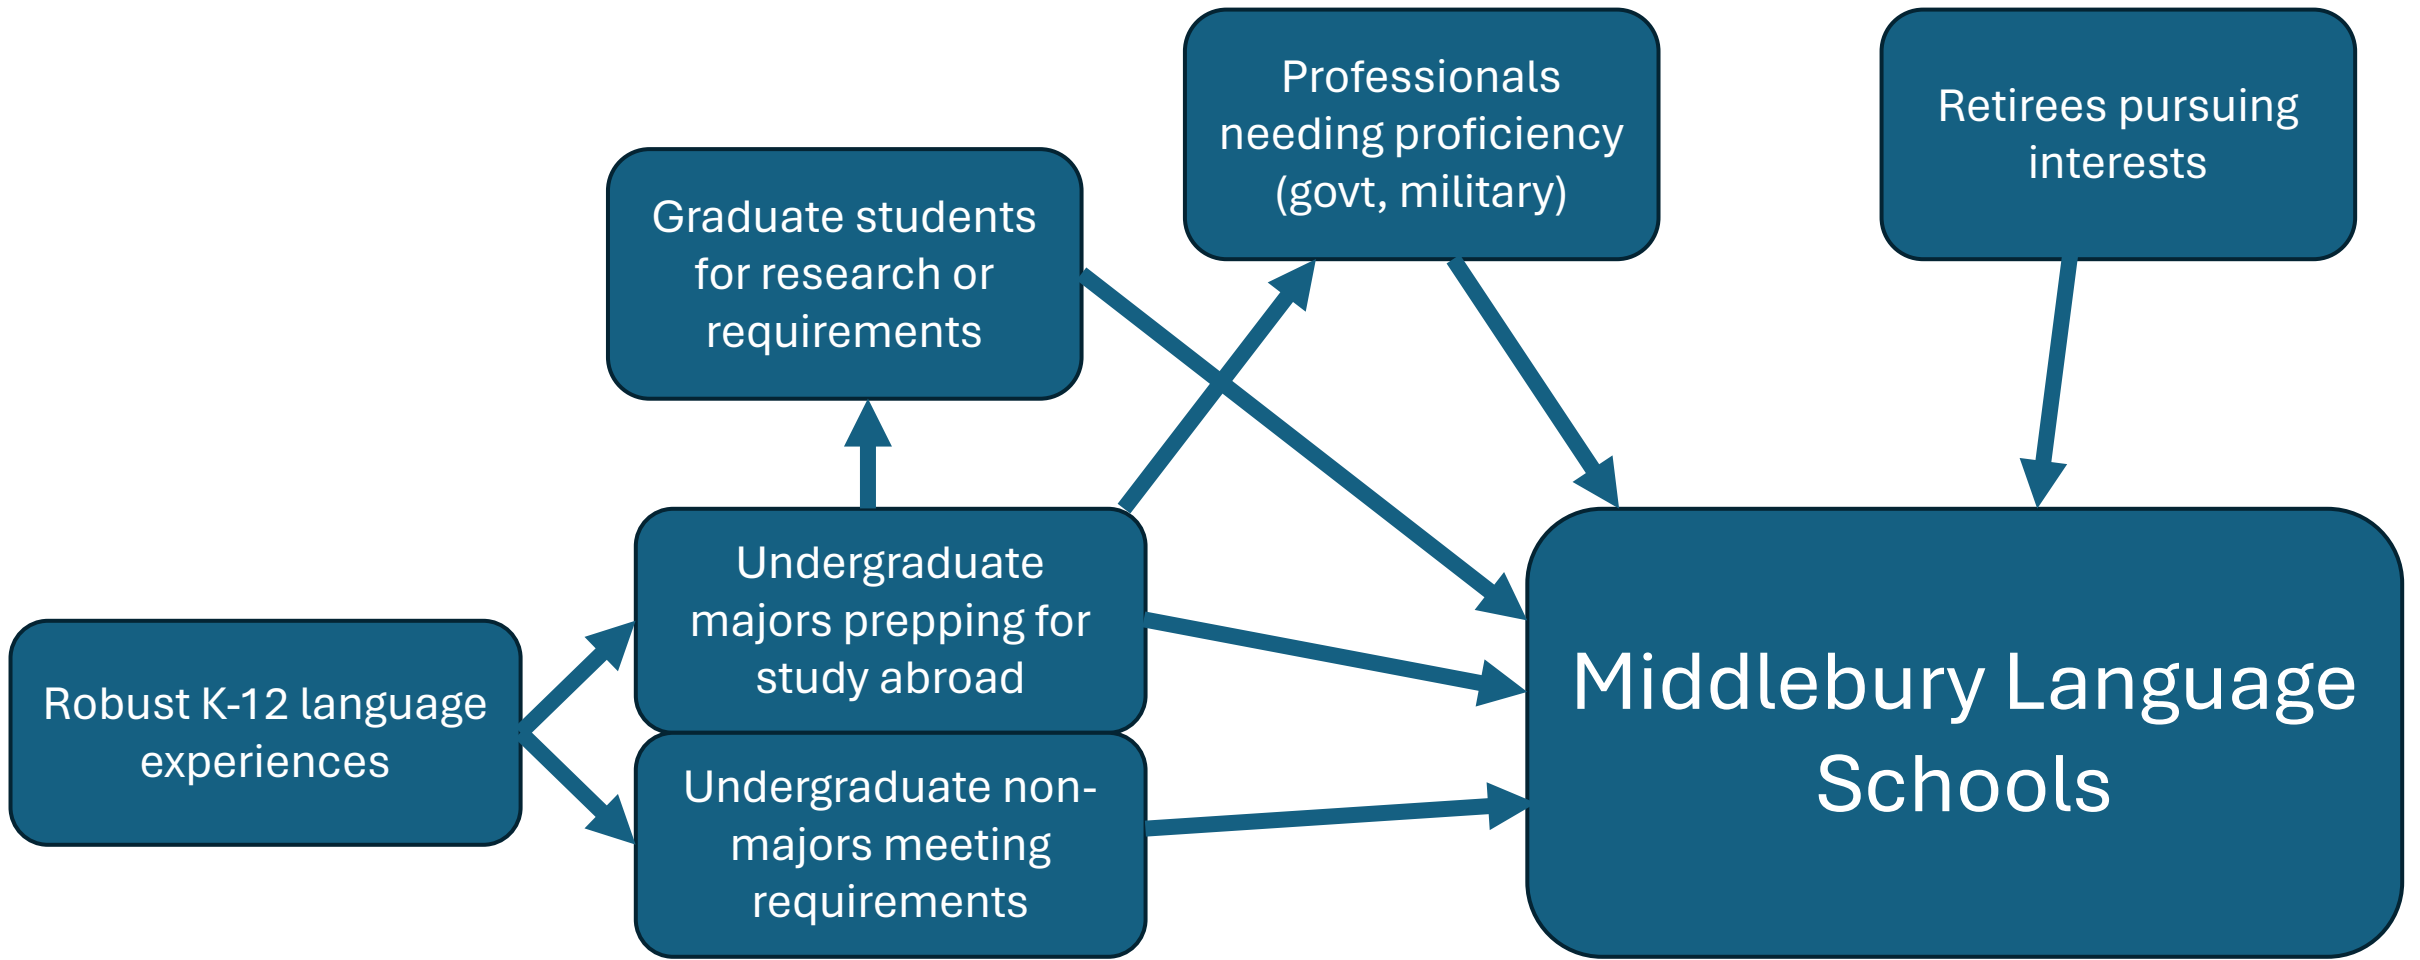 Professionals
needing proficiency
(govt, military)
Retirees pursuing
interests
Graduate students
for research or
requirements
Undergraduate
majors prepping for
study abroad
Robust K-12 language
experiences
Middlebury Language
Schools
Undergraduate non-
majors meeting
requirements